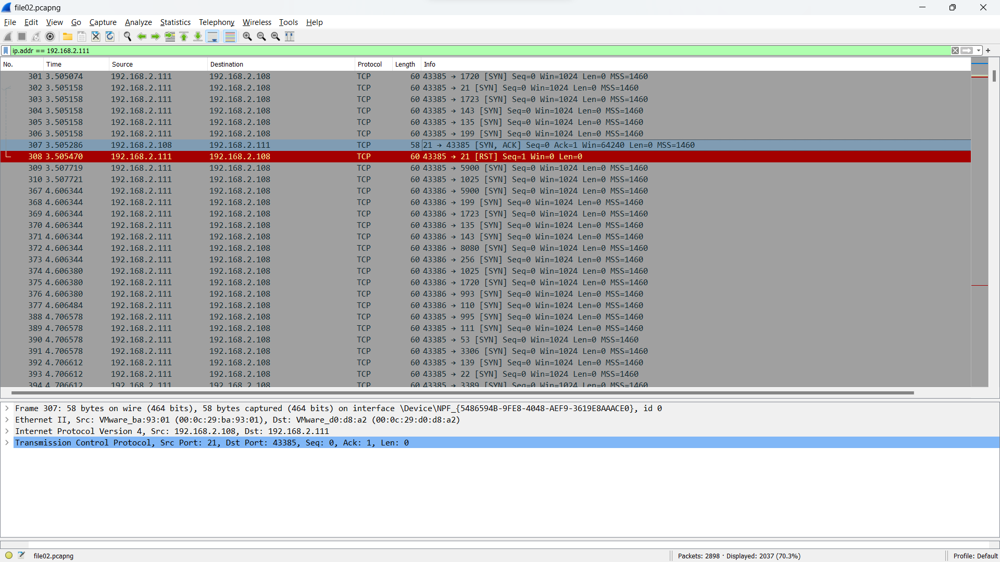 file02.pcapng
File Edit View Go Capture Analyze Statistics Telephony Wireless Tools Help
ip.addr == 192.168.2.111
No. Time Source Destination Protocol Length Info
301 3.505074 192.168.2.111 192.168.2.108 TCP 60 43385 → 1720 [SYN] Seq=0 Win=1024 Len=0 MSS=1460
302 3.505158 192.168.2.111 192.168.2.108 TCP 60 43385 → 21 [SYN] Seq=0 Win=1024 Len=0 MSS=1460
303 3.505158 192.168.2.111 192.168.2.108 TCP 60 43385 → 1723 [SYN] Seq=0 Win=1024 Len=0 MSS=1460
304 3.505158 192.168.2.111 192.168.2.108 TCP 60 43385 → 143 [SYN] Seq=0 Win=1024 Len=0 MSS=1460
305 3.505158 192.168.2.111 192.168.2.108 TCP 60 43385 → 135 [SYN] Seq=0 Win=1024 Len=0 MSS=1460
306 3.505158 192.168.2.111 192.168.2.108 TCP 60 43385 → 199 [SYN] Seq=0 Win=1024 Len=0 MSS=1460
307 3.505286 192.168.2.108 192.168.2.111 TCP 58 21 → 43385 [SYN, ACK] Seq=0 Ack=1 Win=64240 Len=0 MSS=1460
308 3.505470 192.168.2.111 192.168.2.108 TCP 60 43385 → 21 [RST] Seq=1 Win=0 Len=0
309 3.507719 192.168.2.111 192.168.2.108 TCP 60 43385 → 5900 [SYN] Seq=0 Win=1024 Len=0 MSS=1460
310 3.507721 192.168.2.111 192.168.2.108 TCP 60 43385 → 1025 [SYN] Seq=0 Win=1024 Len=0 MSS=1460
367 4.606344 192.168.2.111 192.168.2.108 TCP 60 43386 → 5900 [SYN] Seq=0 Win=1024 Len=0 MSS=1460
368 4.606344 192.168.2.111 192.168.2.108 TCP 60 43386 → 199 [SYN] Seq=0 Win=1024 Len=0 MSS=1460
369 4.606344 192.168.2.111 192.168.2.108 TCP 60 43386 → 1723 [SYN] Seq=0 Win=1024 Len=0 MSS=1460
370 4.606344 192.168.2.111 192.168.2.108 TCP 60 43386 → 135 [SYN] Seq=0 Win=1024 Len=0 MSS=1460
371 4.606344 192.168.2.111 192.168.2.108 TCP 60 43386 → 143 [SYN] Seq=0 Win=1024 Len=0 MSS=1460
372 4.606344 192.168.2.111 192.168.2.108 TCP 60 43386 → 8080 [SYN] Seq=0 Win=1024 Len=0 MSS=1460
373 4.606344 192.168.2.111 192.168.2.108 TCP 60 43386 → 256 [SYN] Seq=0 Win=1024 Len=0 MSS=1460
374 4.606380 192.168.2.111 192.168.2.108 TCP 60 43386 → 1025 [SYN] Seq=0 Win=1024 Len=0 MSS=1460
375 4.606380 192.168.2.111 192.168.2.108 TCP 60 43386 → 1720 [SYN] Seq=0 Win=1024 Len=0 MSS=1460
376 4.606380 192.168.2.111 192.168.2.108 TCP 60 43386 → 993 [SYN] Seq=0 Win=1024 Len=0 MSS=1460
377 4.606484 192.168.2.111 192.168.2.108 TCP 60 43386 → 110 [SYN] Seq=0 Win=1024 Len=0 MSS=1460
388 4.706578 192.168.2.111 192.168.2.108 TCP 60 43385 → 995 [SYN] Seq=0 Win=1024 Len=0 MSS=1460
389 4.706578 192.168.2.111 192.168.2.108 TCP 60 43385 → 111 [SYN] Seq=0 Win=1024 Len=0 MSS=1460
390 4.706578 192.168.2.111 192.168.2.108 TCP 60 43385 → 53 [SYN] Seq=0 Win=1024 Len=0 MSS=1460
391 4.706578 192.168.2.111 192.168.2.108 TCP 60 43385 → 3306 [SYN] Seq=0 Win=1024 Len=0 MSS=1460
392 4.706612 192.168.2.111 192.168.2.108 TCP 60 43385 → 139 [SYN] Seq=0 Win=1024 Len=0 MSS=1460
393 4.706612 192.168.2.111 192.168.2.108 TCP 60 43385 → 22 [SYN] Seq=0 Win=1024 Len=0 MSS=1460
394 4.706612 192.168.2.111 192.168.2.108 TCP 60 43385 → 3389 [SYN] Seq=0 Win=1024 Len=0 MSS=1460
Frame 307: 58 bytes on wire (464 bits), 58 bytes captured (464 bits) on interface \Device\NPF_{5486594B-9FE8-4048-AEF9-3619E8AAACE0}, id 0
Ethernet II, Src: VMware_ba:93:01 (00:0c:29:ba:93:01), Dst: VMware_d0:d8:a2 (00:0c:29:d0:d8:a2)
Internet Protocol Version 4, Src: 192.168.2.108, Dst: 192.168.2.111
Transmission Control Protocol, Src Port: 21, Dst Port: 43385, Seq: 0, Ack: 1, Len: 0
file02.pcapng Packets: 2898 · Displayed: 2037 (70.3%) Profile: Default